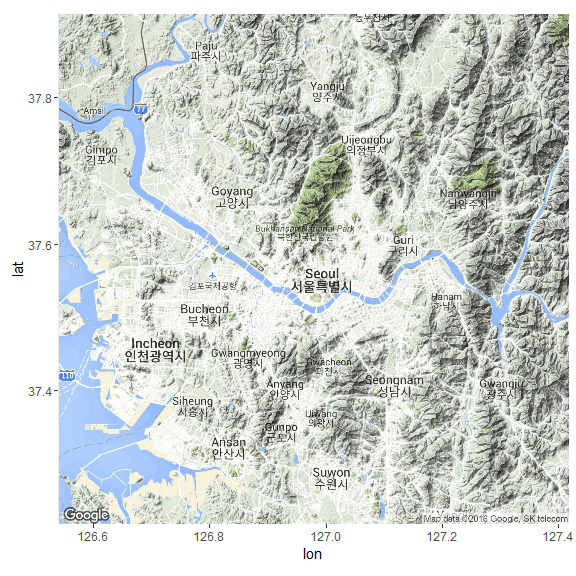 동두천시
Paju
파주시
Yangju
양주시
37.8
Amsil
77
Uijeongbu
의정부시
Gimpo
김포시
Goyang
고양시
Namyangju
남양주시
Bukhansan National Park
북한산국립공원
Guri
구리시
37.6
lat
Seoul
서울특별시
김포국제공항
Hanam
하남시
Bucheon
부천시
Incheon
인천광역시
Gwangmyeong
광명시
Gwacheon
과천시
110
37.4
Anyang
안양시
Seongnam
성남시
Gwangju
광주시
Siheung
시흥시
Uiwang
의왕시
Gunpo
군포시
Ansan
안산시
Suwon
수원시
Google
Map data ©2016 Google, SK telecom
126.6
126.8
127.0
127.2
127.4
lon